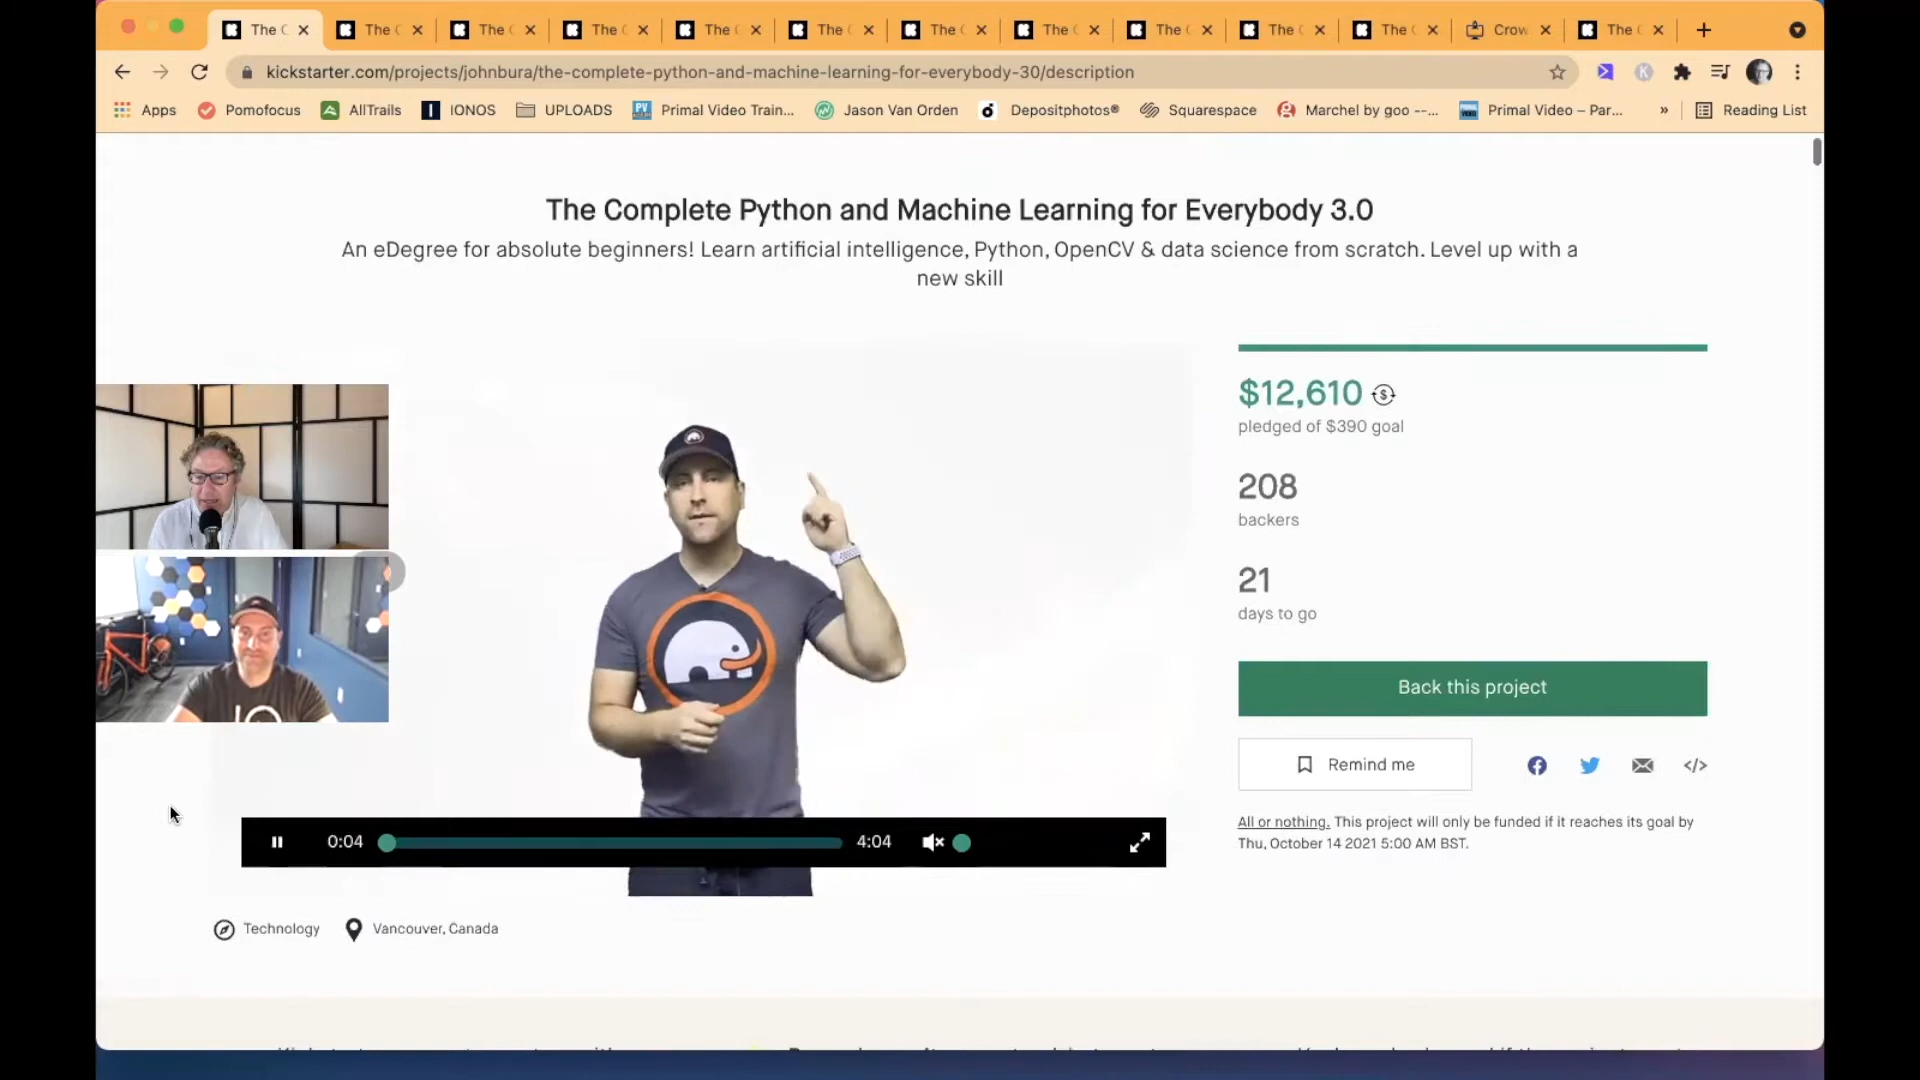 The C
The C
The C
The C
The C
The C
The C
The C
The C
The C
The C
Crow
The C
kickstarter.com/projects/johnbura/the-complete-python-and-machine-learning-for-everybody-30/description
Apps
Pomofocus
AllTrails
IONOS
UPLOADS
Primal Video Train...
Jason Van Orden
Depositphotos®
Squarespace
Marchel by goo --...
Primal Video – Par...
»
Reading List
The Complete Python and Machine Learning for Everybody 3.0
An eDegree for absolute beginners! Learn artificial intelligence, Python, OpenCV & data science from scratch. Level up with a
new skill
$12,610
pledged of $390 goal
208
backers
21
days to go
Back this project
Remind me
All or nothing. This project will only be funded if it reaches its goal by
Thu, October 14 2021 5:00 AM BST.
0:04
4:04
Technology
Vancouver, Canada